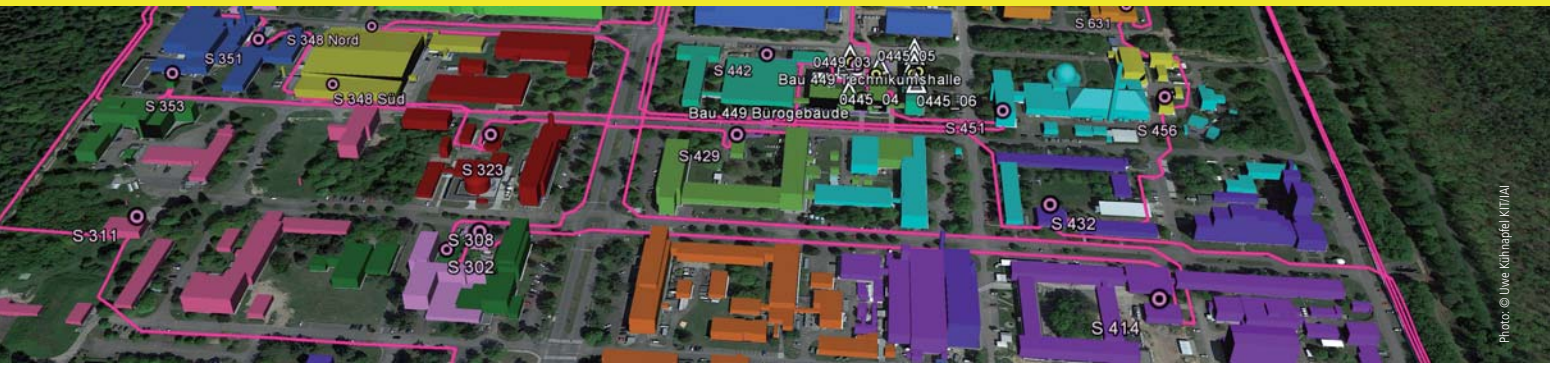 S 631
S 348 Nord
S 351
0449_03
0445_05
S 442
Bau 449 Technikumshalle
S 348 Süd
0445_04
0445_06
S 353
Bau 449 Bürogebäude
S 451
S 456
S 429
S 323
S 432
S 311
S 308
S 302
S 414
Photo: © Uwe Kühnapfel KIT/IAI